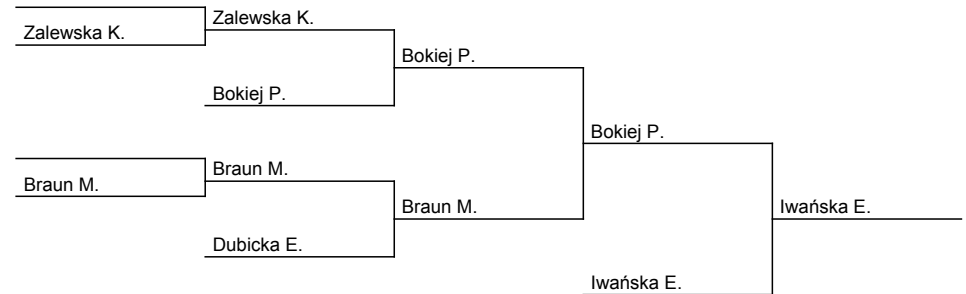 Zalewska K.
Zalewska K.
Bokiej P.
Bokiej P.
Bokiej P.
Braun M.
Braun M.
Braun M.
Iwańska E.
Dubicka E.
Iwańska E.